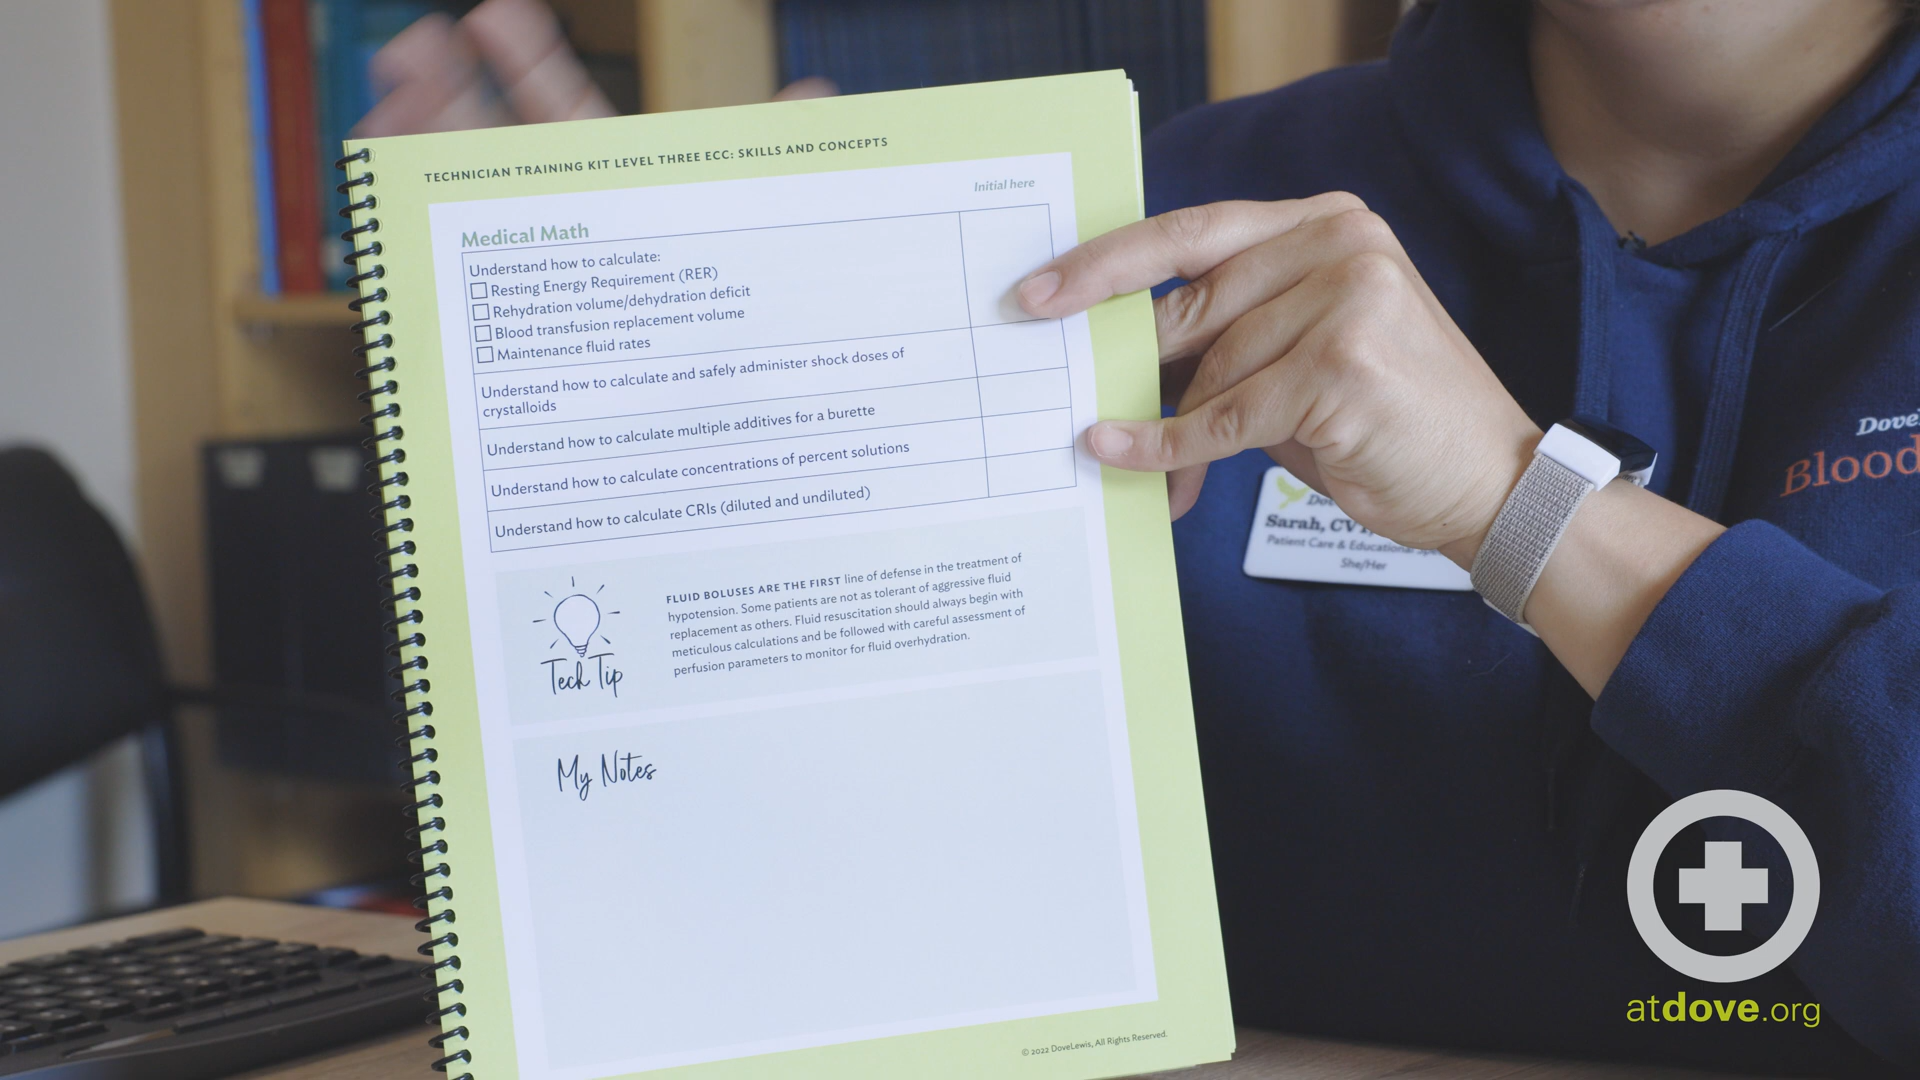 TECHNICIAN TRAINING KIT LEVEL THREE ECC: SKILLS AND CONCEPTS
Initial here
Medical Math
Understand how to calculate:
Resting Energy Requirement (RER)
Rehydration volume/dehydration deficit
Blood transfusion replacement volume
Maintenance fluid rates
Understand how to calculate and safely administer shock doses of
crystalloids
Understand how to calculate multiple additives for a burette
Understand how to calculate concentrations of percent solutions
Understand how to calculate CRIs (diluted and undiluted)
FLUID BOLUSES ARE THE FIRST line of defense in the treatment of
hypotension. Some patients are not as tolerant of aggressive fluid
replacement as others. Fluid resuscitation should always begin with
meticulous calculations and be followed with careful assessment of
perfusion parameters to monitor for fluid overhydration.
Tech Tip
My Notes
© 2022 DoveLewis, All Rights Reserved.
Sarah,
Patient Care & Educational
She/Her
Dove
Blood
atdove.org